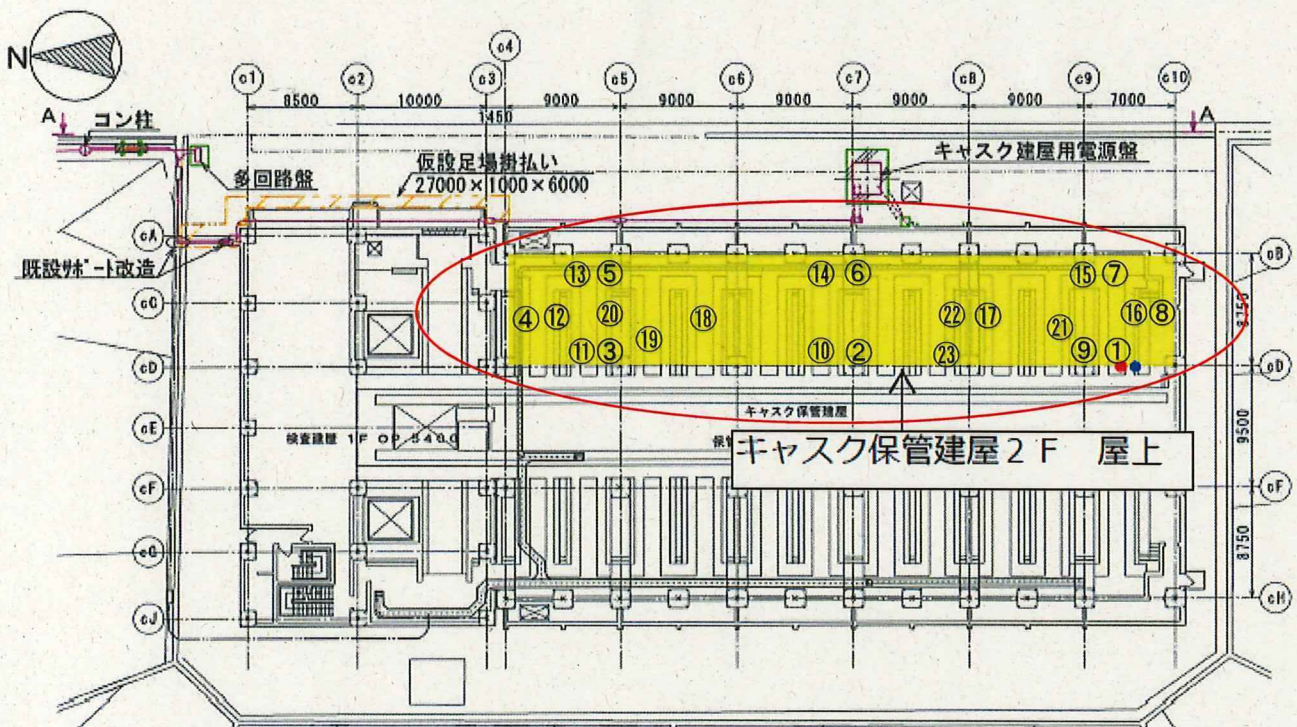 N
c1
c2
c3
c4
c5
c6
c7
c8
c9
c10
8500
10000
9000
9000
9000
9000
9000
7000
1450
A
A
コン柱
多回路盤
仮設足場掛払い
27000×1000×6000
キャスク建屋用電源盤
既設ｻﾎﾟｰﾄ改造
cA
cC
cD
cE
cF
cG
cJ
cB
cD
cF
cH
8750
9500
8750
⑬ ⑤ ⑭ ⑥ ⑮ ⑦
④ ⑫ ⑳ ⑱ ㉒ ⑰ ⑯ ⑧
⑲ ㉑
⑪ ③ ⑩ ② ㉓ ⑨ ①
キャスク保管建屋
検査建屋 1F OP.5400
キャスク保管建屋２Ｆ　屋上